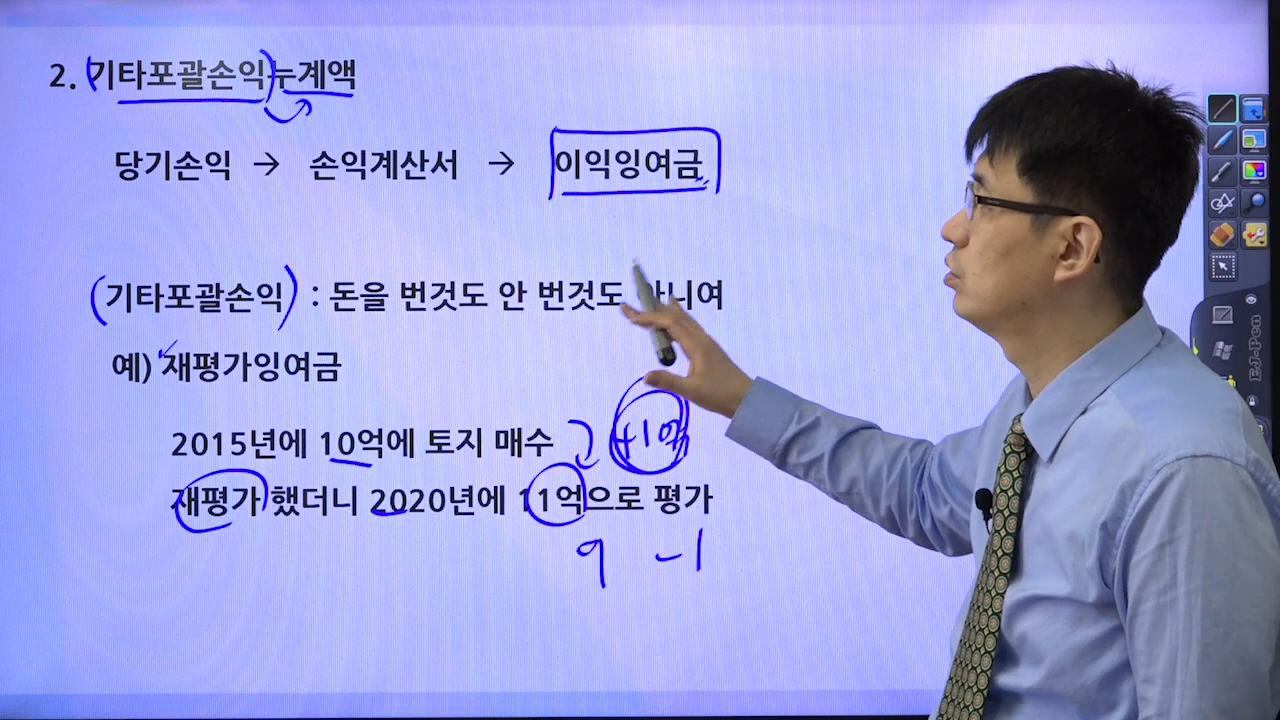 2. 기타포괄손익누계액
당기손익 → 손익계산서 → 이익잉여금
(기타포괄손익) : 돈을 번것도 안 번것도 아니여
예) 재평가잉여금
2015년에 10억에 토지 매수 +1억
재평가 했더니 2020년에 11억으로 평가
9 -1
EJ-Pen